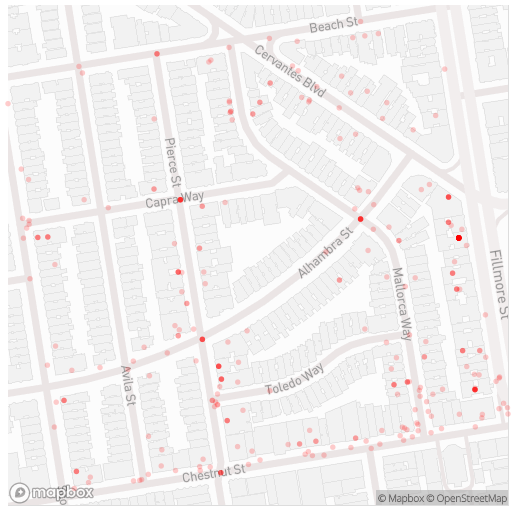 Beach St
Cervantes Blvd
Pierce St
Capra Way
Alhambra St
Mallorca Way
Fillmore St
Toledo Way
Avila St
Chestnut St
mapbox
© Mapbox © OpenStreetMap